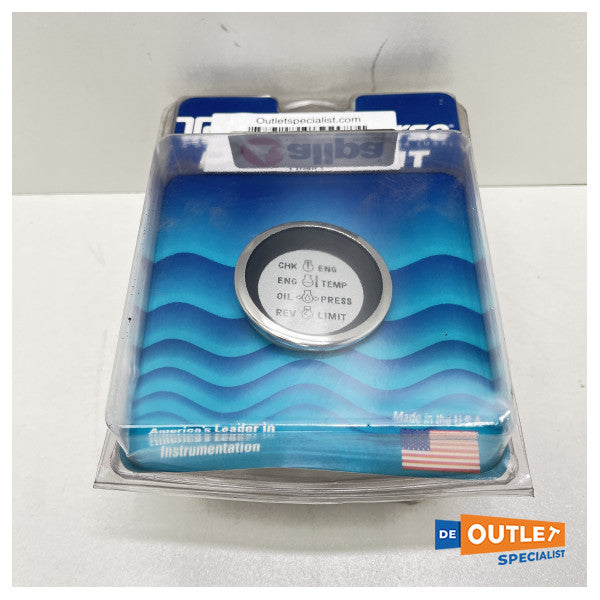 Outletspecialist.com
CHK ENG
ENG TEMP
OIL PRESS
REV LIMIT
America's Leader in
Instrumentation
Made in the U.S.A.
DE OUTLET
SPECIALIST